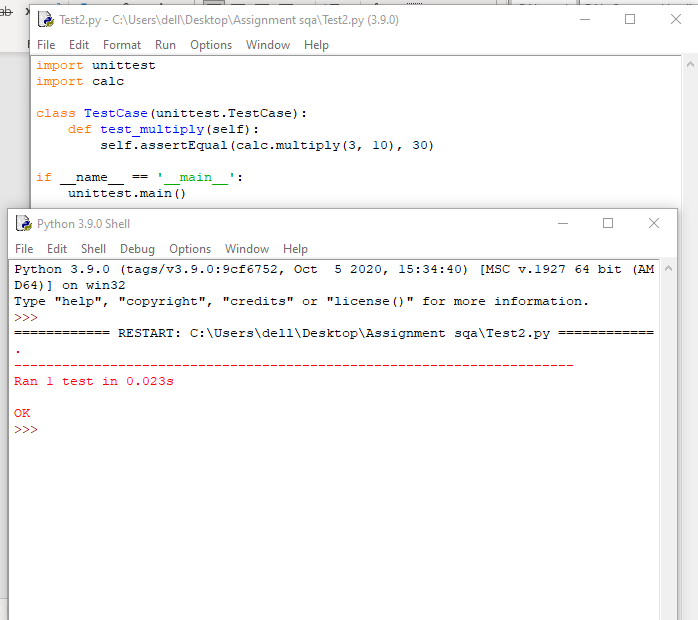 Test2.py - C:\Users\dell\Desktop\Assignment sqa\Test2.py (3.9.0)
File Edit Format Run Options Window Help
import unittest
import calc
class TestCase(unittest.TestCase):
    def test_multiply(self):
        self.assertEqual(calc.multiply(3, 10), 30)
if __name__ == '__main__':
    unittest.main()
Python 3.9.0 Shell
File Edit Shell Debug Options Window Help
Python 3.9.0 (tags/v3.9.0:9cf6752, Oct  5 2020, 15:34:40) [MSC v.1927 64 bit (AM
D64)] on win32
Type "help", "copyright", "credits" or "license()" for more information.
>>>
============ RESTART: C:\Users\dell\Desktop\Assignment sqa\Test2.py ============
.
----------------------------------------------------------------------
Ran 1 test in 0.023s
OK
>>>